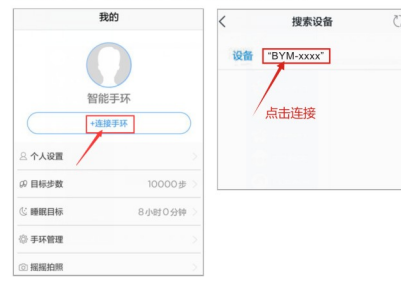 我的
智能手环
+连接手环
个人设置
目标步数 10000步
睡眠目标 8小时0分钟
手环管理
摇摇拍照
搜索设备
设备 “BYM-xxxx”
点击连接